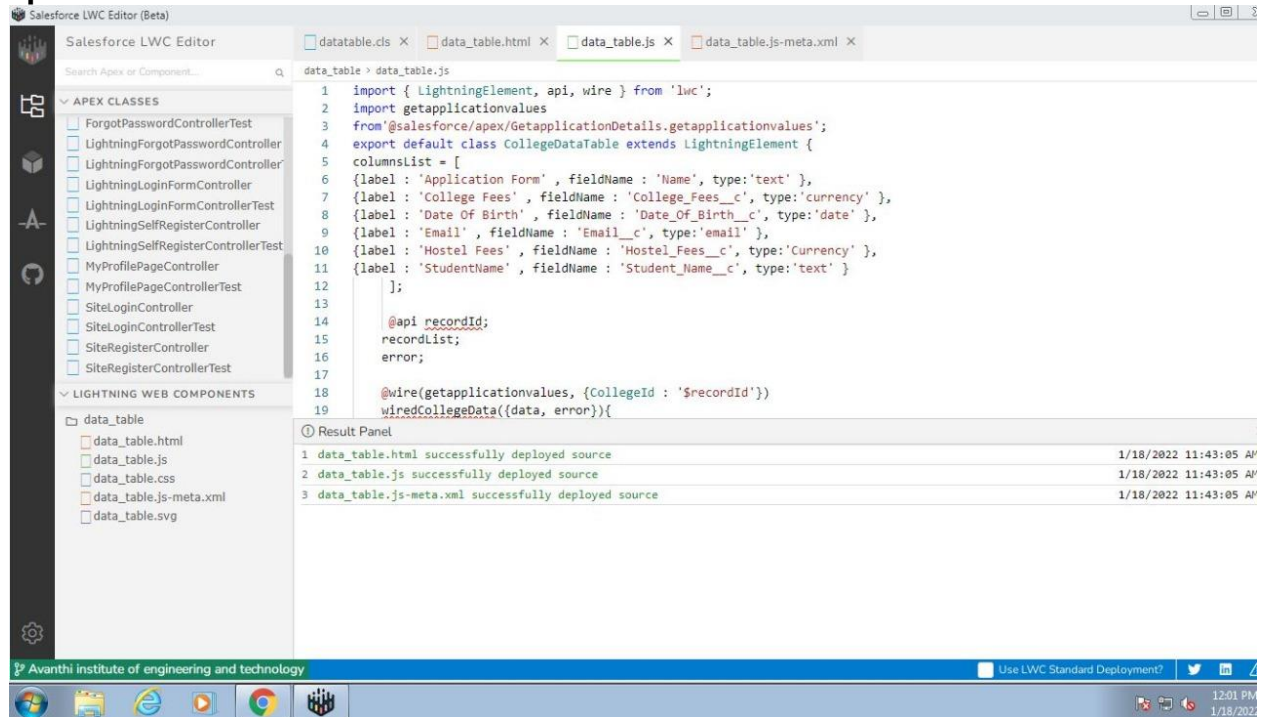 Salesforce LWC Editor (Beta)
Salesforce LWC Editor
Search Apex or Component...
APEX CLASSES
ForgotPasswordControllerTest
LightningForgotPasswordController
LightningForgotPasswordController
LightningLoginFormController
LightningLoginFormControllerTest
LightningSelfRegisterController
LightningSelfRegisterControllerTest
MyProfilePageController
MyProfilePageControllerTest
SiteLoginController
SiteLoginControllerTest
SiteRegisterController
SiteRegisterControllerTest
LIGHTNING WEB COMPONENTS
data_table
data_table.html
data_table.js
data_table.css
data_table.js-meta.xml
data_table.svg
datatable.cls × data_table.html × data_table.js × data_table.js-meta.xml ×
data_table > data_table.js
1 import { LightningElement, api, wire } from 'lwc';
2 import getapplicationvalues
3 from'@salesforce/apex/GetapplicationDetails.getapplicationvalues';
4 export default class CollegeDataTable extends LightningElement {
5 columnsList = [
6 {label : 'Application Form' , fieldName : 'Name', type:'text' },
7 {label : 'College Fees' , fieldName : 'College_Fees__c', type:'currency' },
8 {label : 'Date Of Birth' , fieldName : 'Date_Of_Birth__c', type:'date' },
9 {label : 'Email' , fieldName : 'Email__c', type:'email' },
10 {label : 'Hostel Fees' , fieldName : 'Hostel_Fees__c', type:'Currency' },
11 {label : 'StudentName' , fieldName : 'Student_Name__c', type:'text' }
12 ];
13
14 @api recordId;
15 recordList;
16 error;
17
18 @wire(getapplicationvalues, {CollegeId : '$recordId'})
19 wiredCollegeData({data, error}){
Result Panel
1 data_table.html successfully deployed source 1/18/2022 11:43:05 AM
2 data_table.js successfully deployed source 1/18/2022 11:43:05 AM
3 data_table.js-meta.xml successfully deployed source 1/18/2022 11:43:05 AM
Avanthi institute of engineering and technology
Use LWC Standard Deployment?
in
12:01 PM
1/18/2022